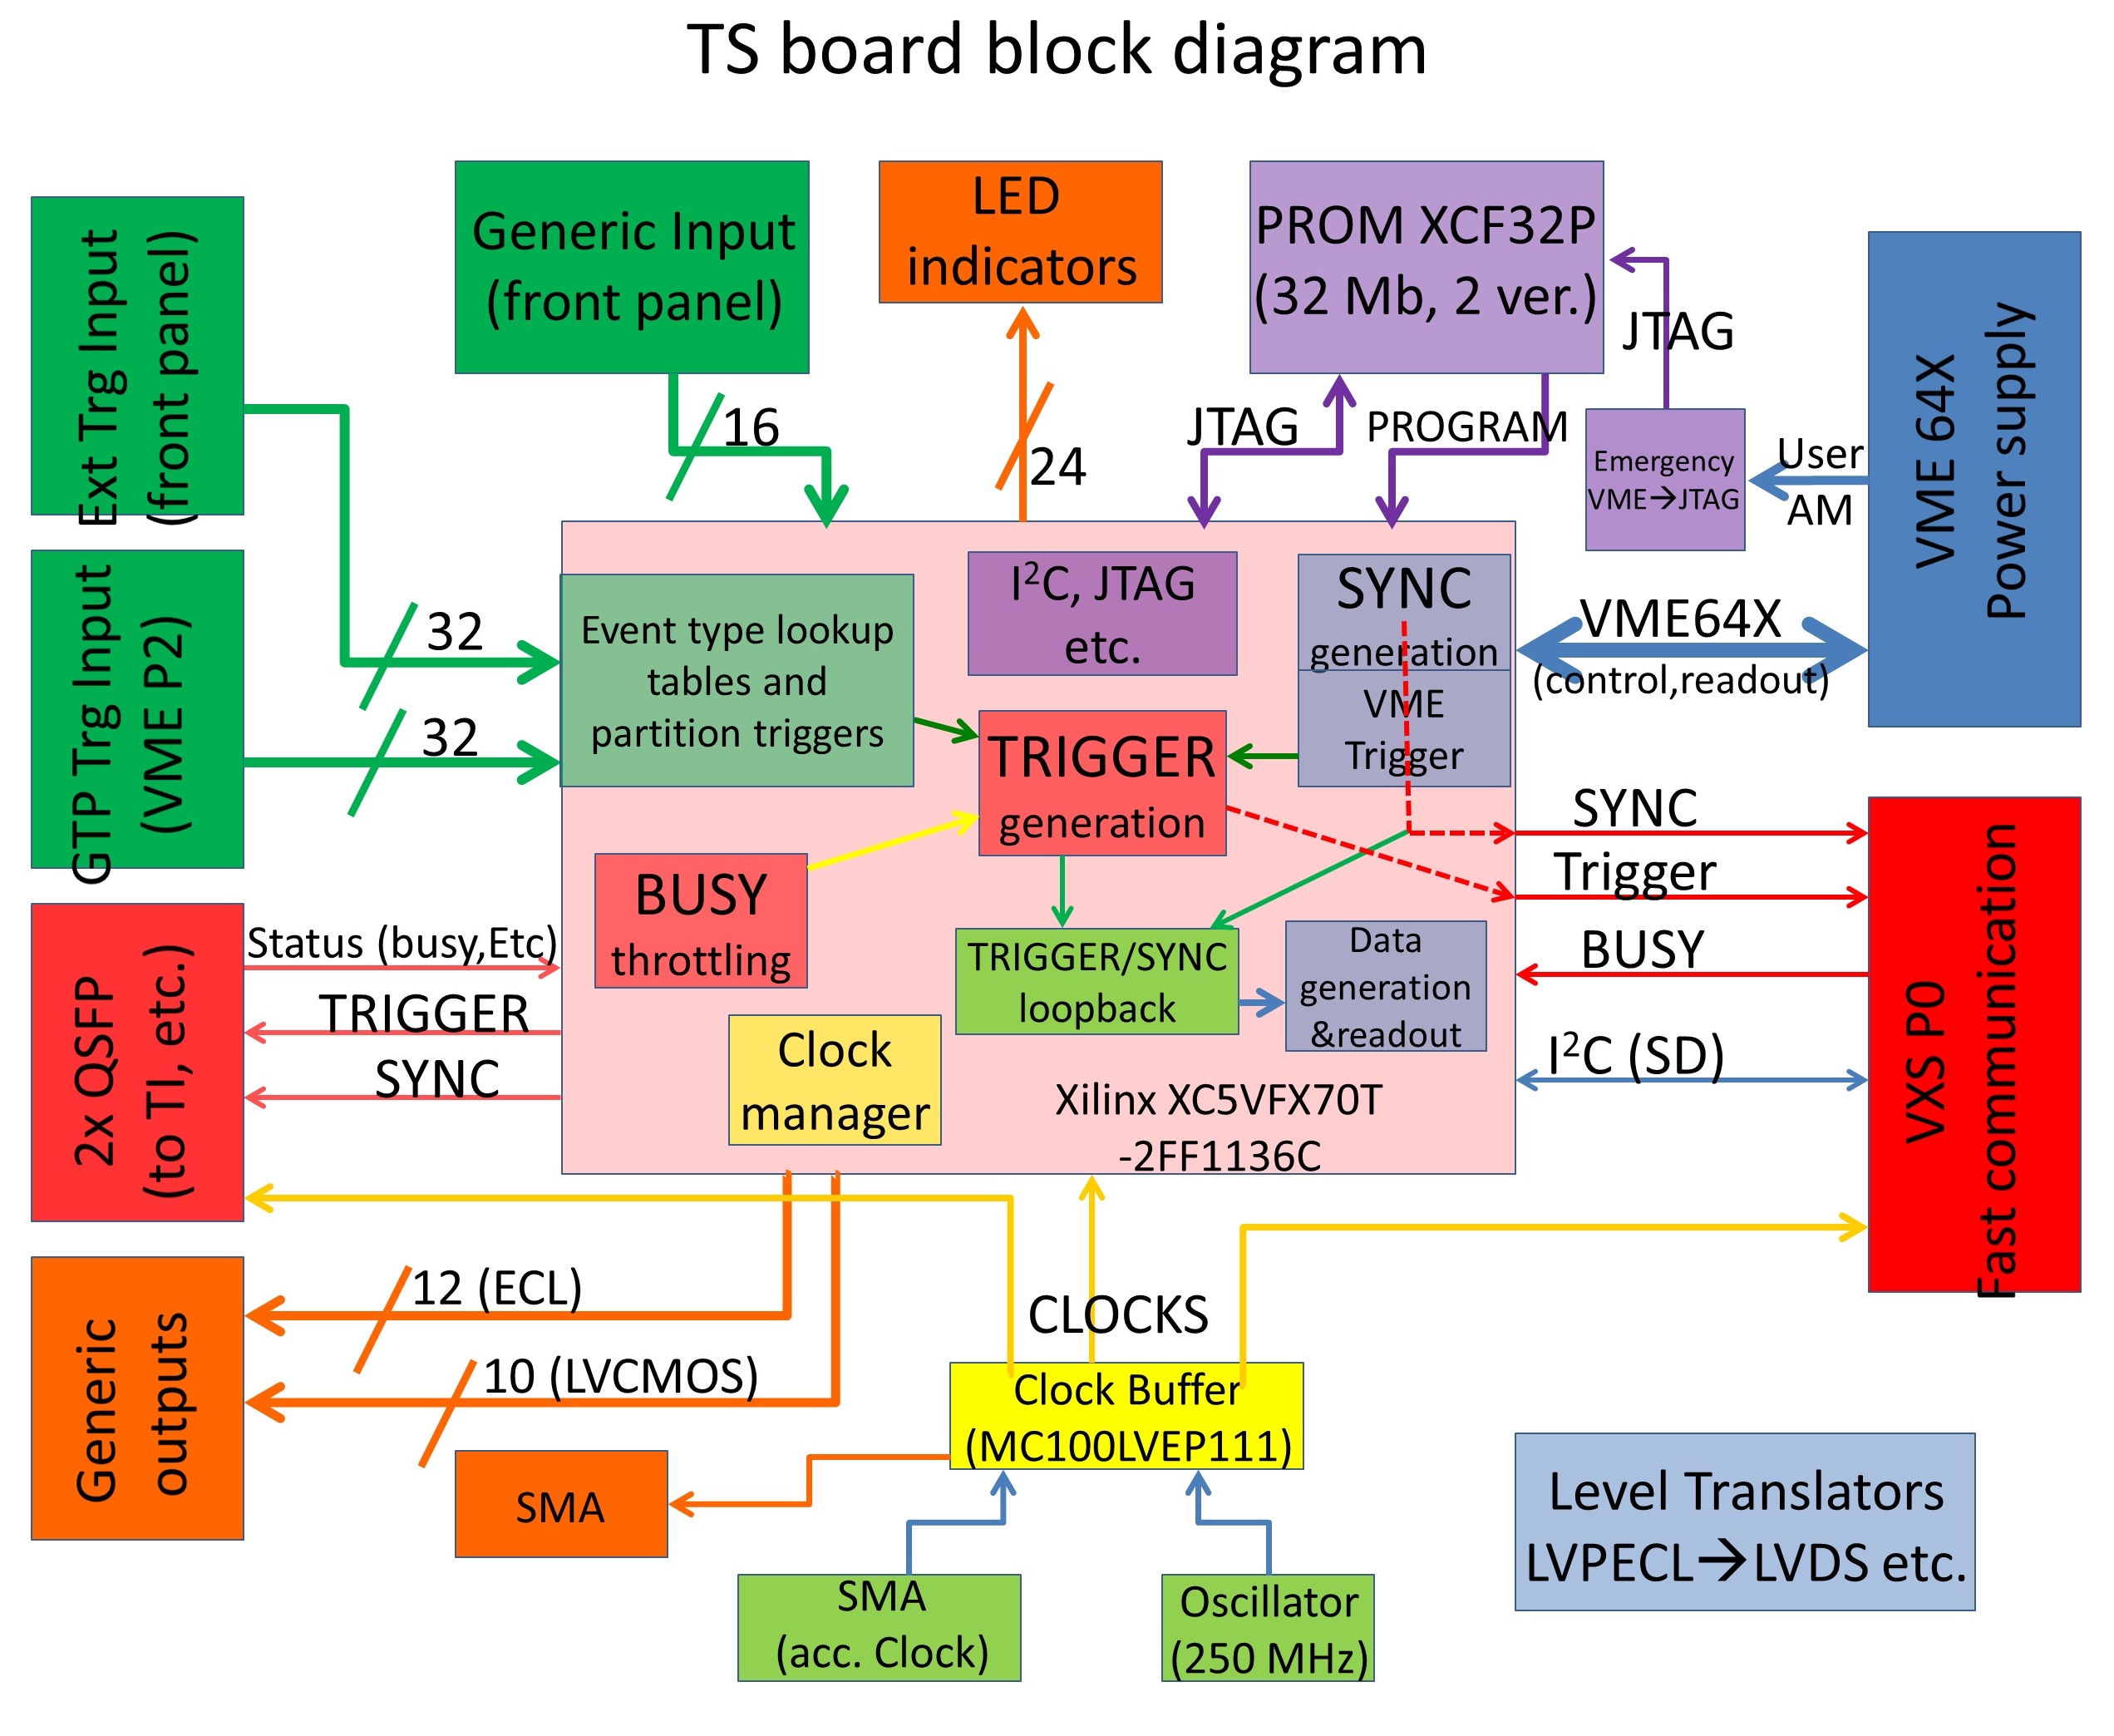 TS board block diagram
Ext Trg Input
(front panel)
Generic Input
(front panel)
LED
indicators
PROM XCF32P
(32 Mb, 2 ver.)
JTAG
VME 64X
Power supply
16
24
JTAG
PROGRAM
Emergency
VME→JTAG
User
AM
GTP Trg Input
(VME P2)
32
32
Event type lookup
tables and
partition triggers
I²C, JTAG
etc.
SYNC
generation
VME
Trigger
VME64X
(control,readout)
TRIGGER
generation
BUSY
throttling
TRIGGER/SYNC
loopback
Data
generation
&readout
Clock
manager
Xilinx XC5VFX70T
-2FF1136C
2x QSFP
(to TI, etc.)
Status (busy,Etc)
TRIGGER
SYNC
SYNC
Trigger
BUSY
I²C (SD)
VXS P0
Fast communication
Generic
outputs
12 (ECL)
10 (LVCMOS)
CLOCKS
Clock Buffer
(MC100LVEP111)
SMA
SMA
(acc. Clock)
Oscillator
(250 MHz)
Level Translators
LVPECL→LVDS etc.